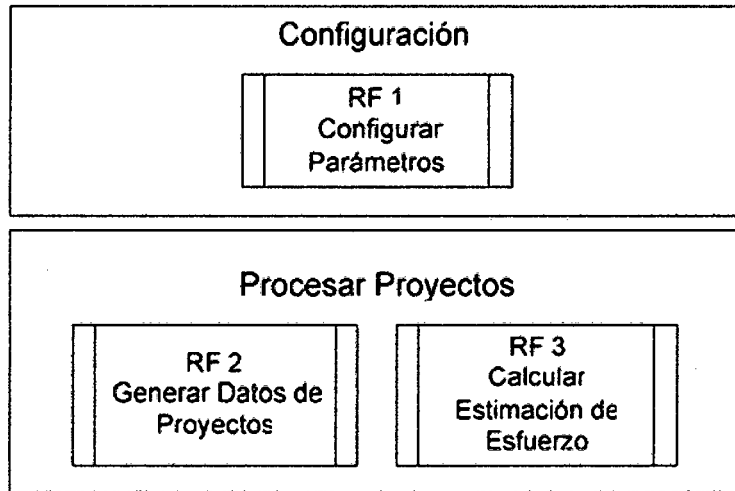 Configuración
RF 1
Configurar
Parámetros
Procesar Proyectos
RF 2
Generar Datos de
Proyectos
RF 3
Calcular
Estimación de
Esfuerzo